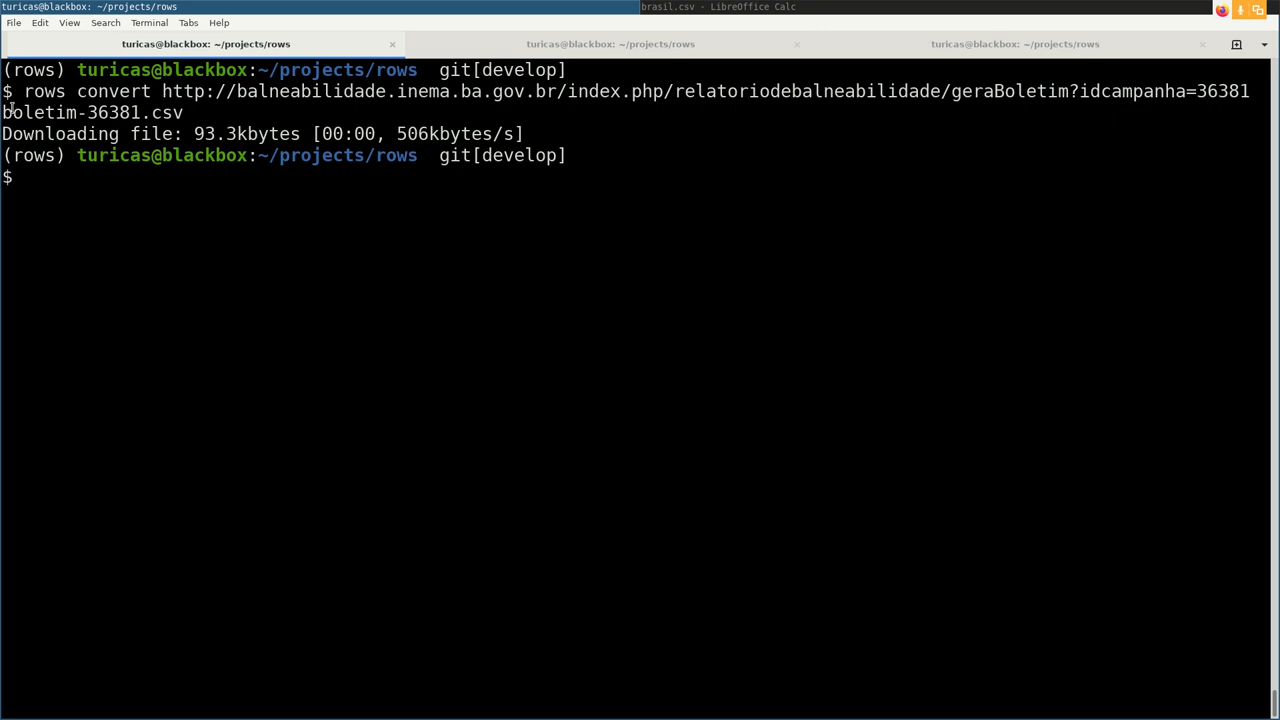 turicas@blackbox: ~/projects/rows
brasil.csv - LibreOffice Calc
File Edit View Search Terminal Tabs Help
turicas@blackbox: ~/projects/rows × turicas@blackbox: ~/projects/rows × turicas@blackbox: ~/projects/rows ×
(rows) turicas@blackbox:~/projects/rows git[develop]
$ rows convert http://balneabilidade.inema.ba.gov.br/index.php/relatoriodebalneabilidade/geraBoletim?idcampanha=36381
boletim-36381.csv
Downloading file: 93.3kbytes [00:00, 506kbytes/s]
(rows) turicas@blackbox:~/projects/rows git[develop]
$